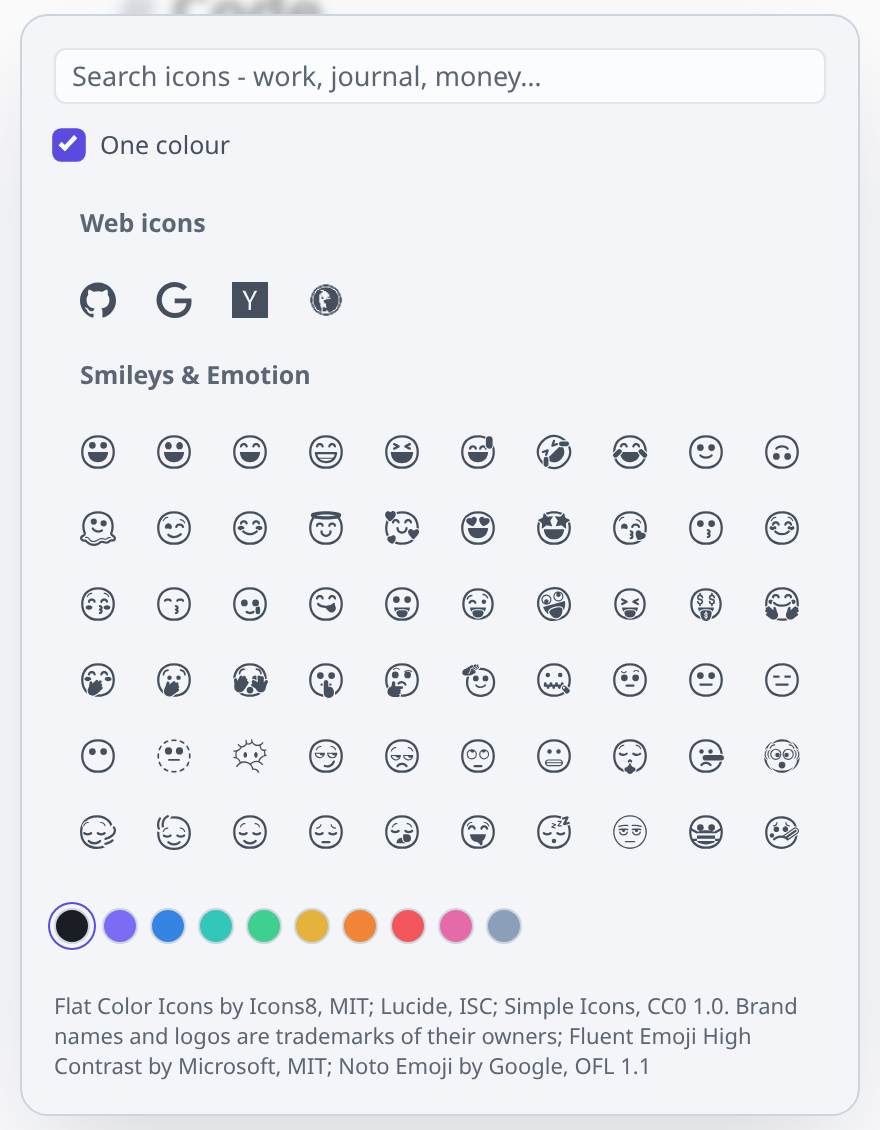 Code
Search icons - work, journal, money...
One colour
Web icons
Y
Smileys & Emotion
Flat Color Icons by Icons8, MIT; Lucide, ISC; Simple Icons, CC0 1.0. Brand
names and logos are trademarks of their owners; Fluent Emoji High
Contrast by Microsoft, MIT; Noto Emoji by Google, OFL 1.1